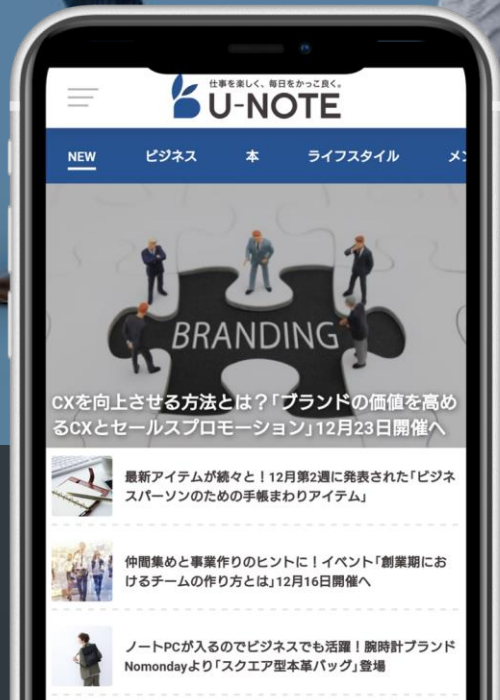 仕事を楽しく、毎日をかっこ良く。
U-NOTE
NEW ビジネス 本 ライフスタイル
BRANDING
CXを向上させる方法とは？｢ブランドの価値を高め
るCXとセールスプロモーション｣12月23日開催へ
最新アイテムが続々と！12月第2週に発表された｢ビジネ
スパーソンのための手帳まわりアイテム｣
仲間集めと事業作りのヒントに！イベント｢創業期にお
けるチームの作り方とは｣12月16日開催へ
ノートPCが入るのでビジネスでも活躍！腕時計ブランド
Nomondayより｢スクエア型本革バッグ｣登場